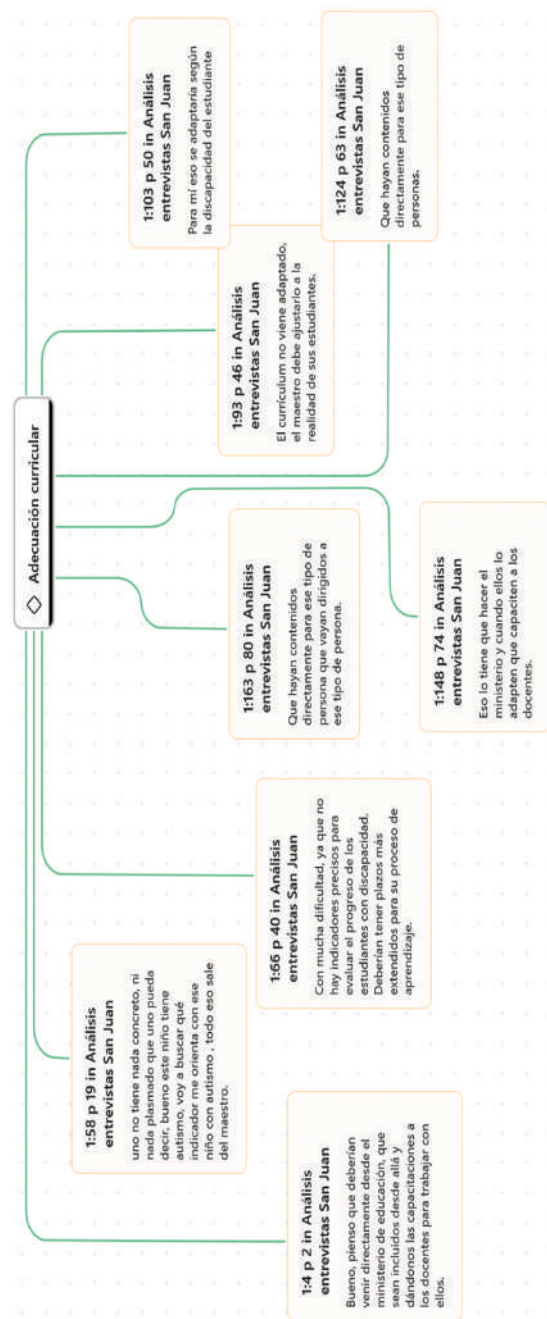 Adecuación curricular
1:4 p 2 in Análisis
entrevistas San Juan
Bueno, pienso que deberían
venir directamente desde el
ministerio de educación, que
sean incluidos desde allá y
dándonos las capacitaciones a
los docentes para trabajar con
ellos.
1:58 p 19 in Análisis
entrevistas San Juan
uno no tiene nada concreto, ni
nada plasmado que uno pueda
decir, bueno este niño tiene
autismo, voy a buscar qué
indicador me orienta con ese
niño con autismo , todo eso sale
del maestro.
1:66 p 40 in Análisis
entrevistas San Juan
Con mucha dificultad, ya que no
hay indicadores precisos para
evaluar el progreso de los
estudiantes con discapacidad.
Deberían tener plazos más
extendidos para su proceso de
aprendizaje.
1:163 p 80 in Análisis
entrevistas San Juan
Que hayan contenidos
directamente para ese tipo de
persona que vayan dirigidos a
ese tipo de persona.
1:148 p 74 in Análisis
entrevistas San Juan
Eso lo tiene que hacer el
ministerio y cuando ellos lo
adapten que capaciten a los
docentes.
1:93 p 46 in Análisis
entrevistas San Juan
El currículum no viene adaptado,
el maestro debe ajustarlo a la
realidad de sus estudiantes.
1:103 p 50 in Análisis
entrevistas San Juan
Para mí eso se adaptaría según
la discapacidad del estudiante
1:124 p 63 in Análisis
entrevistas San Juan
Que hayan contenidos
directamente para ese tipo de
personas.